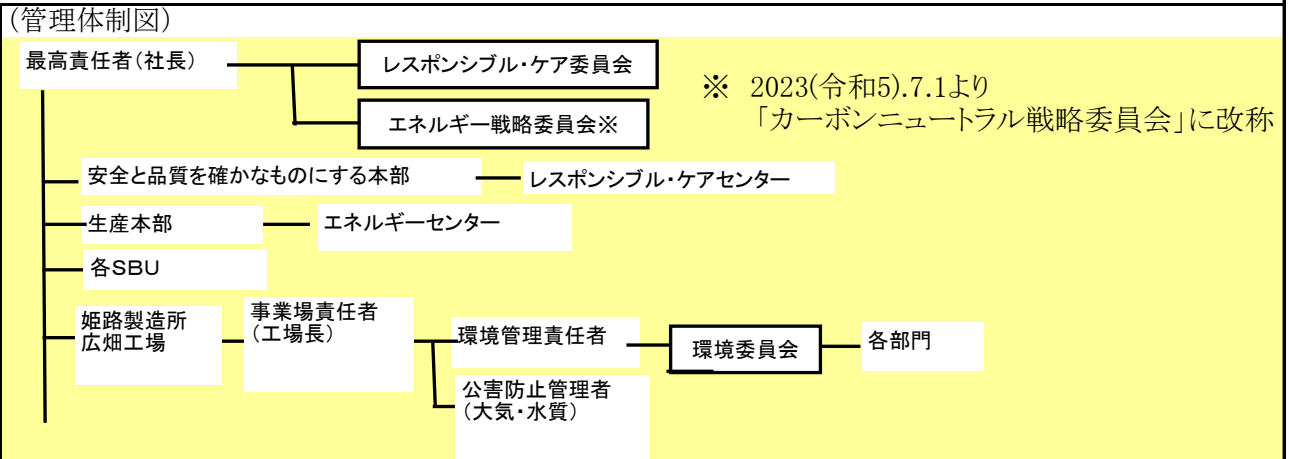 (管理体制図)
最高責任者(社長)
レスポンシブル・ケア委員会
エネルギー戦略委員会※
※ 2023(令和5).7.1より
「カーボンニュートラル戦略委員会」に改称
安全と品質を確かなものにする本部
レスポンシブル・ケアセンター
生産本部
エネルギーセンター
各SBU
姫路製造所
広畑工場
事業場責任者
(工場長)
環境管理責任者
環境委員会
各部門
公害防止管理者
(大気・水質)